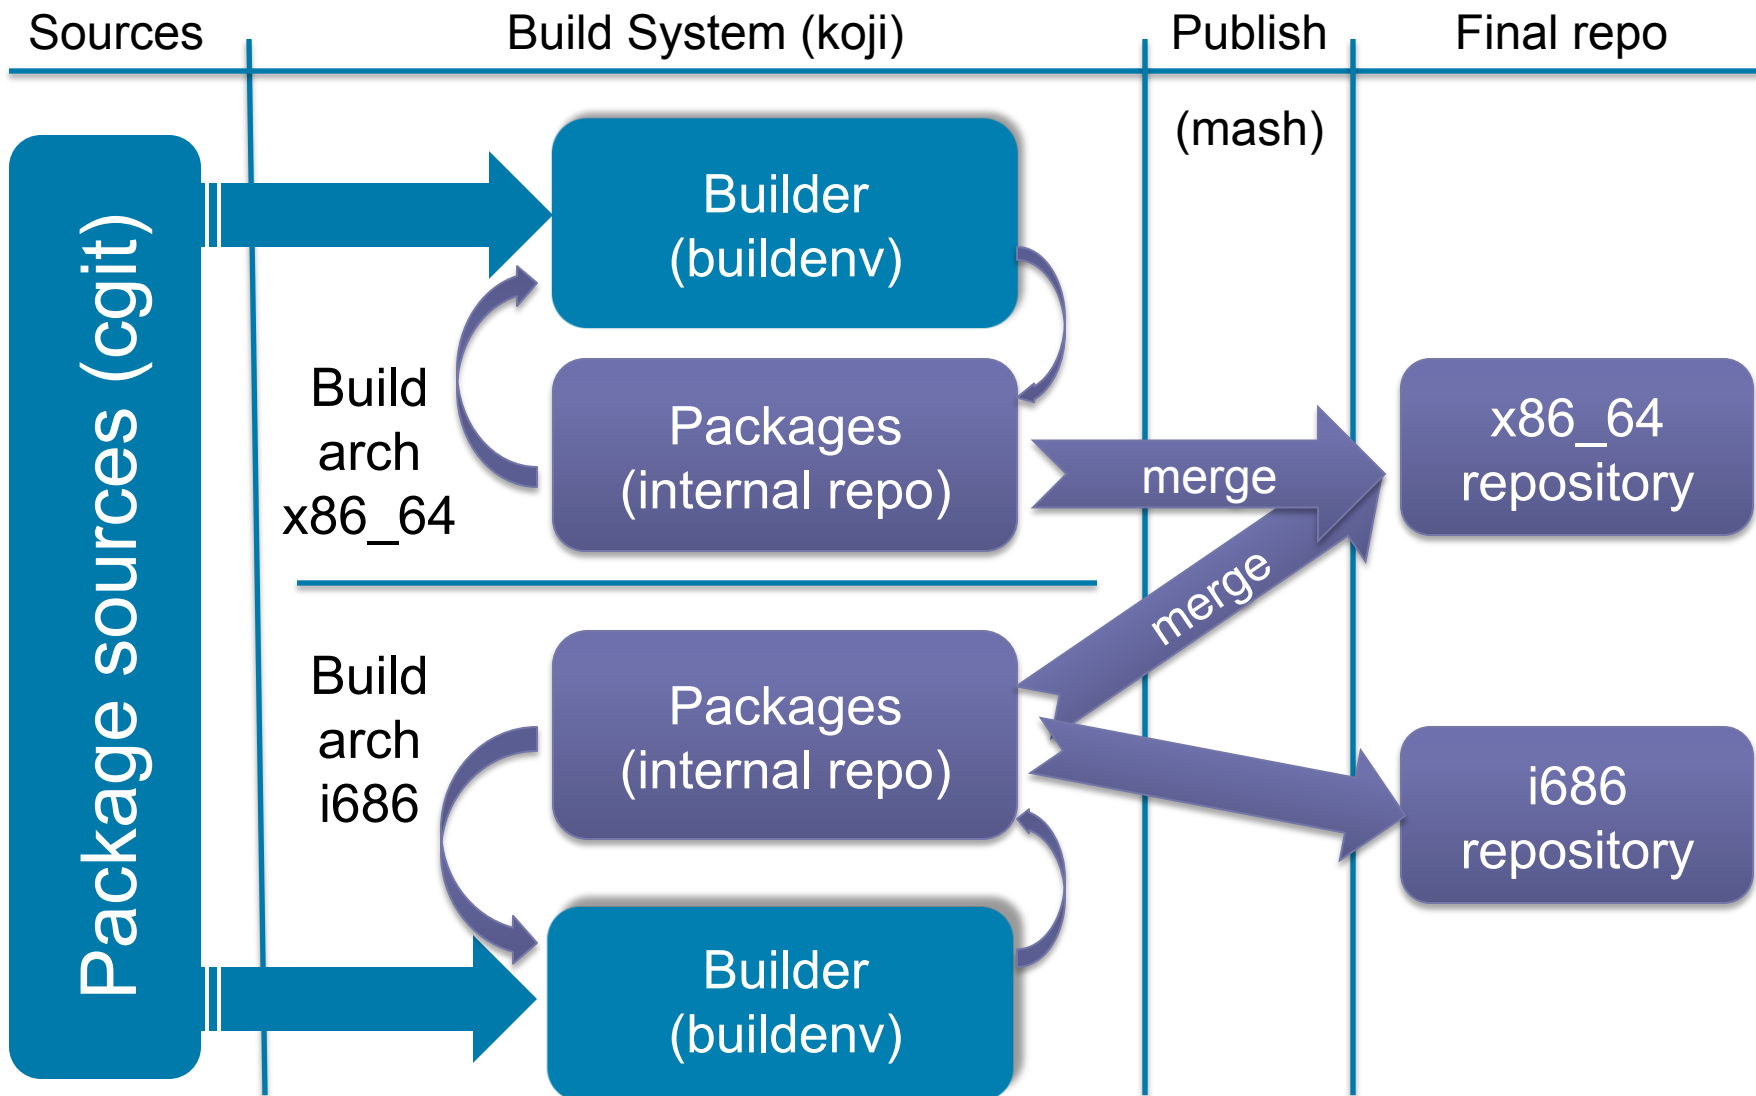 Sources
Build System (koji)
Publish
Final repo
(mash)
Package sources (cgit)
Builder
(buildenv)
Build
arch
x86_64
Packages
(internal repo)
merge
x86_64
repository
merge
Build
arch
i686
Packages
(internal repo)
i686
repository
Builder
(buildenv)